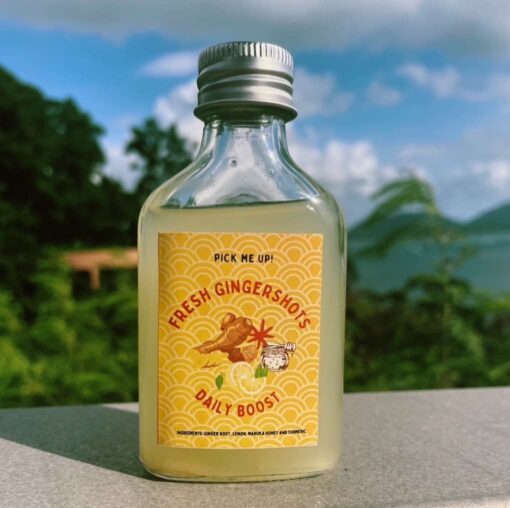 PICK ME UP!
FRESH GINGERSHOTS
DAILY BOOST
INGREDIENTS: GINGER ROOT, LEMON, MANUKA HONEY AND TURMERIC